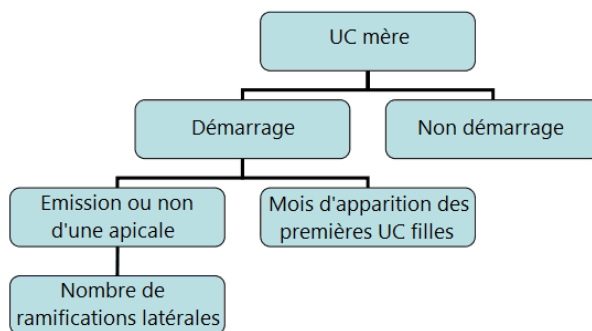 UC mère
Démarrage
Non démarrage
Emission ou non
d'une apicale
Mois d'apparition des
premières UC filles
Nombre de
ramifications latérales